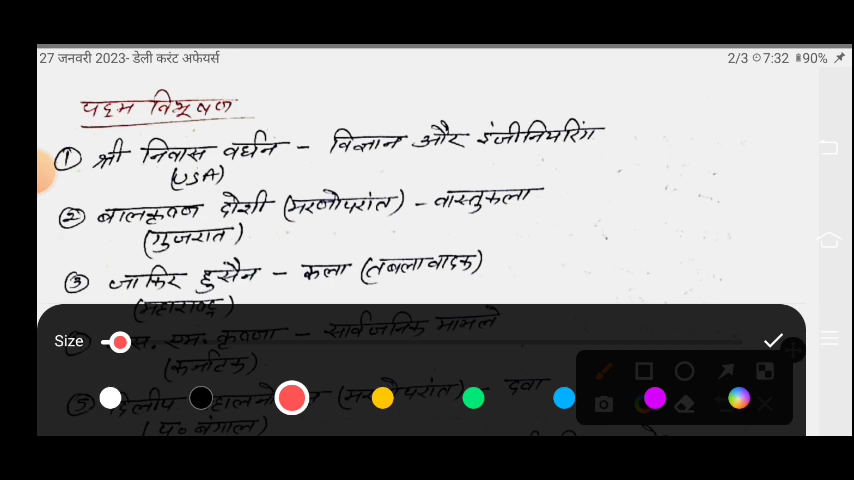 27 जनवरी 2023- डेली करंट अफेयर्स 2/3 7:32 90%
पद्दम विभूषण
① श्री निवास वर्धन - विज्ञान और इंजीनियरिंग
(USA)
② बालकृष्ण दोशी (मरणोपरांत) - वास्तुकला
(गुजरात)
③ जाकिर हुसैन - कला (तबलावादक)
(महाराष्ट्र)
Size
एम. कृष्णा - सार्वजनिक मामले
(कर्नाटक)
⑤ दिलीप (मरणोपरांत) - दवा
(प० बंगाल)